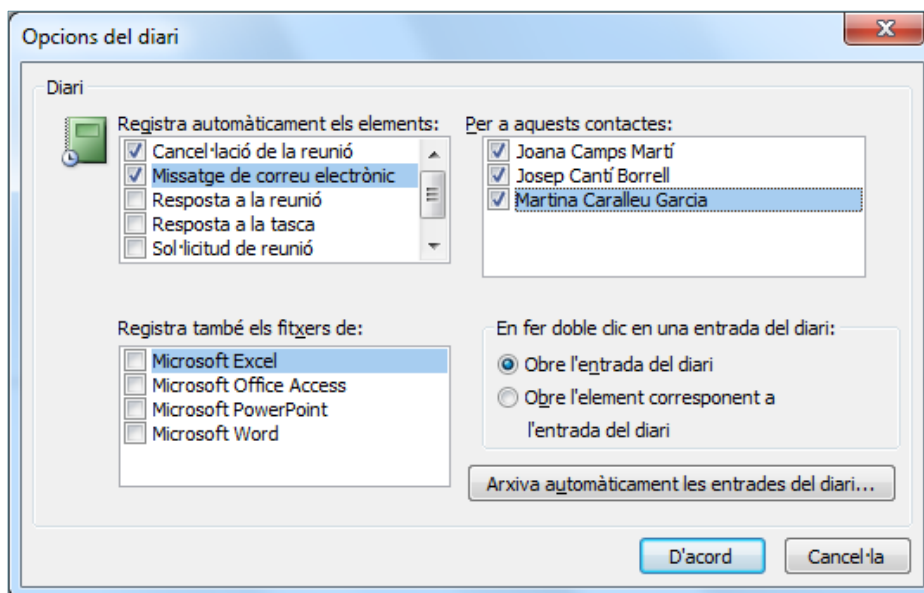 Opcions del diari
Diari
Registra automàticament els elements:
Cancel·lació de la reunió
Missatge de correu electrònic
Resposta a la reunió
Resposta a la tasca
Sol·licitud de reunió
Per a aquests contactes:
Joana Camps Martí
Josep Cantí Borrell
Martina Caralleu Garcia
Registra també els fitxers de:
Microsoft Excel
Microsoft Office Access
Microsoft PowerPoint
Microsoft Word
En fer doble clic en una entrada del diari:
Obre l'entrada del diari
Obre l'element corresponent a
l'entrada del diari
Arxiva automàticament les entrades del diari...
D'acord
Cancel·la